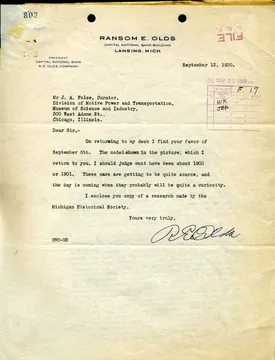 803
RANSOM E. OLDS
CAPITAL NATIONAL BANK BUILDING
LANSING, MICH.
FILE
PRESIDENT
CAPITAL NATIONAL BANK
R.E. OLDS COMPANY
September 12, 1930.
Mr J. A. Folse, Curator,
Division of Motive Power and Transportation,
Museum of Science and Industry,
300 West Adams St.,
Chicago, Illinois.
Dear Sir,-
On returning to my desk I find your favor of
September 5th. The model shown in the picture, which I
return to you, I should judge must have been about 1900
or 1901. These cars are getting to be quite scarce, and
the day is coming when they probably will be quite a curiosity.
I enclose you copy of a research made by the
Michigan Historical Society.
Yours very truly,
R E Olds